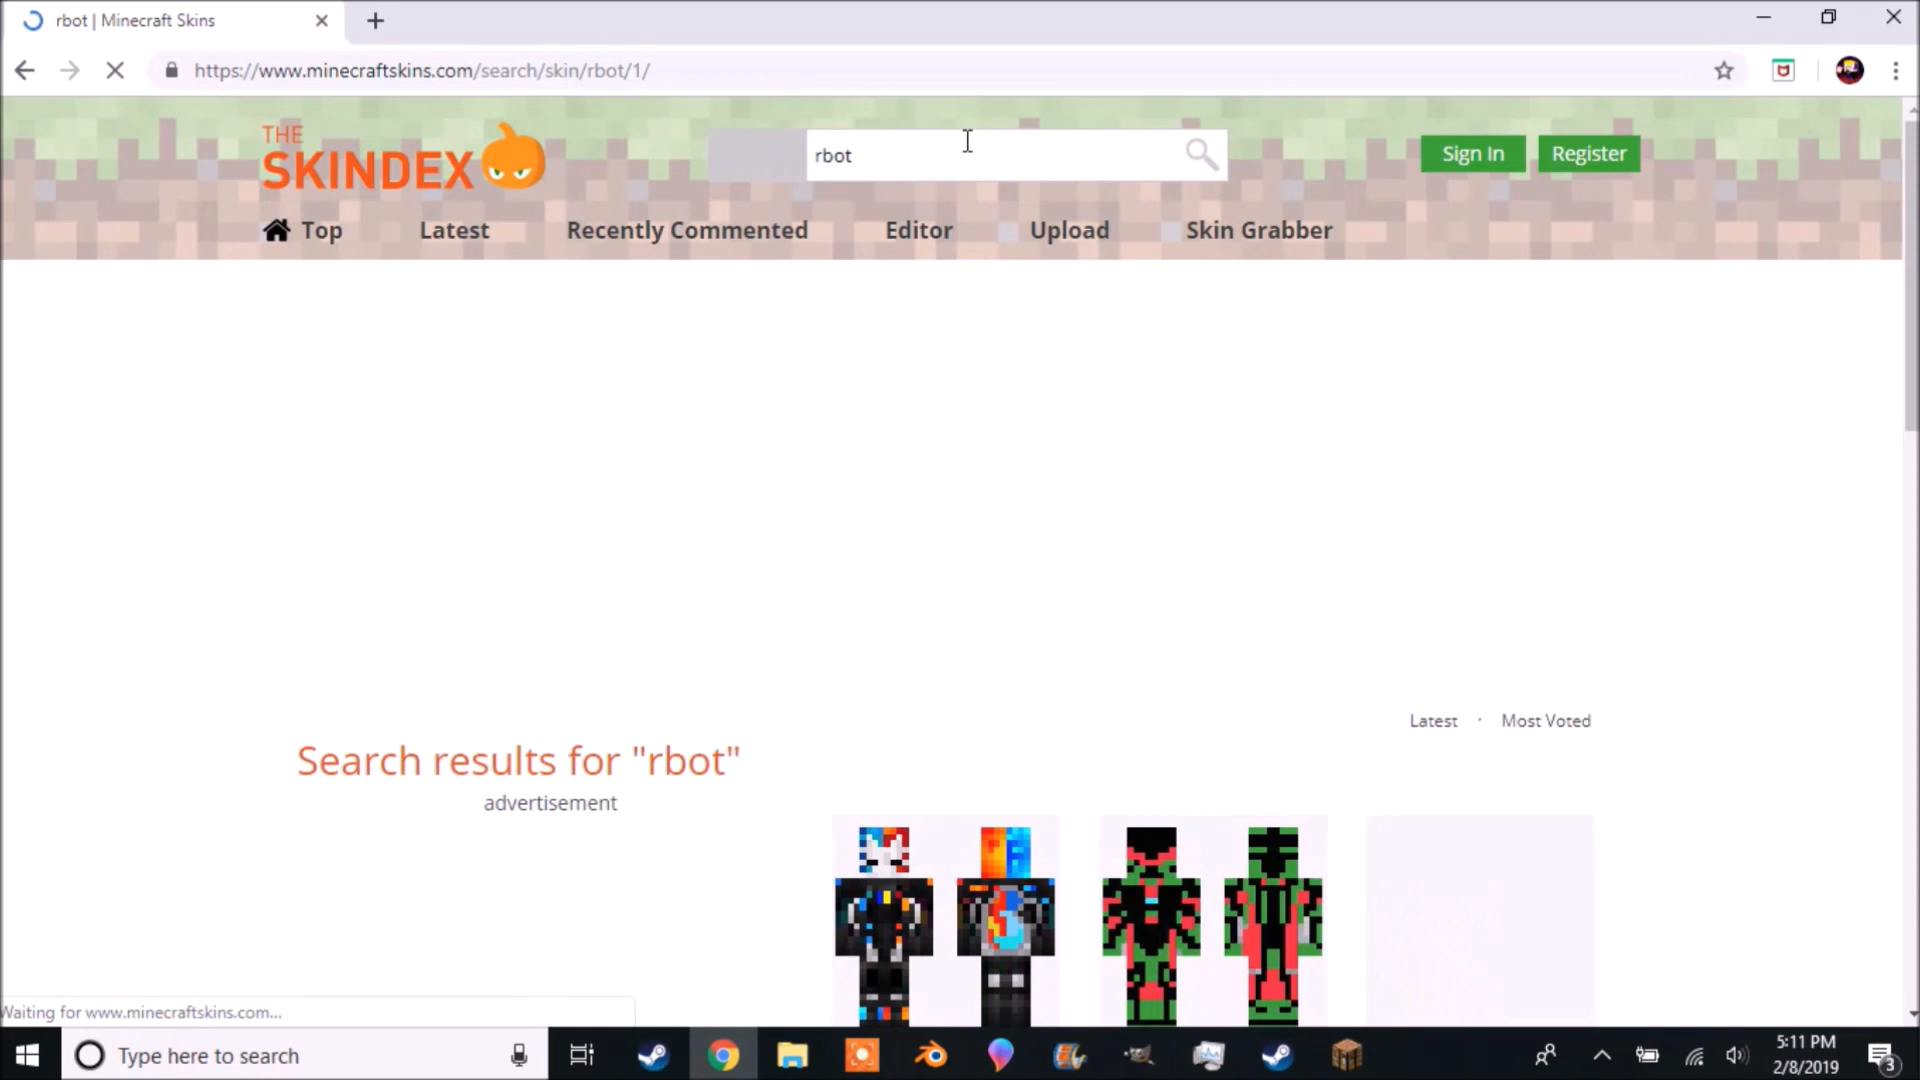 rbot | Minecraft Skins
https://www.minecraftskins.com/search/skin/rbot/1/
THE
SKINDEX
rbot
Sign In
Register
Top
Latest
Recently Commented
Editor
Upload
Skin Grabber
Latest · Most Voted
Search results for "rbot"
advertisement
Waiting for www.minecraftskins.com...
Type here to search
5:11 PM
2/8/2019
3